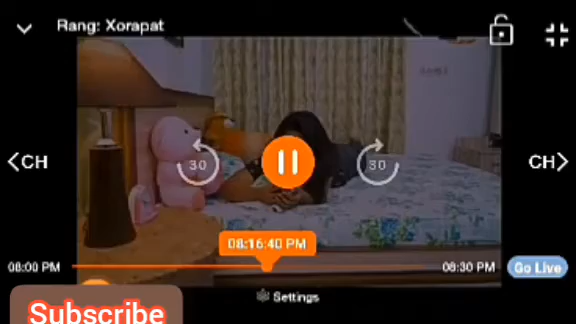 Rang: Xorapat
30
30
<CH
CH>
08:16:40 PM
08:00 PM
08:30 PM
Go Live
Settings
Subscribe